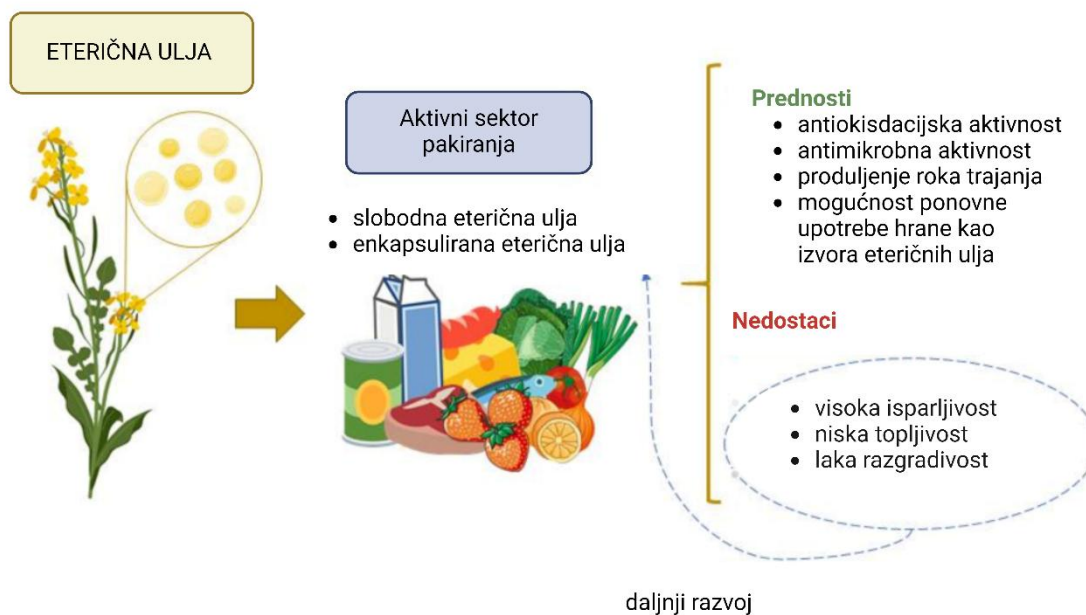 ETERIČNA ULJA
Aktivni sektor
pakiranja
• slobodna eterična ulja
• enkapsulirana eterična ulja
Prednosti
• antiokisdacijska aktivnost
• antimikrobna aktivnost
• produljenje roka trajanja
• mogućnost ponovne
upotrebe hrane kao
izvora eteričnih ulja
Nedostaci
• visoka isparljivost
• niska topljivost
• laka razgradivost
daljnji razvoj